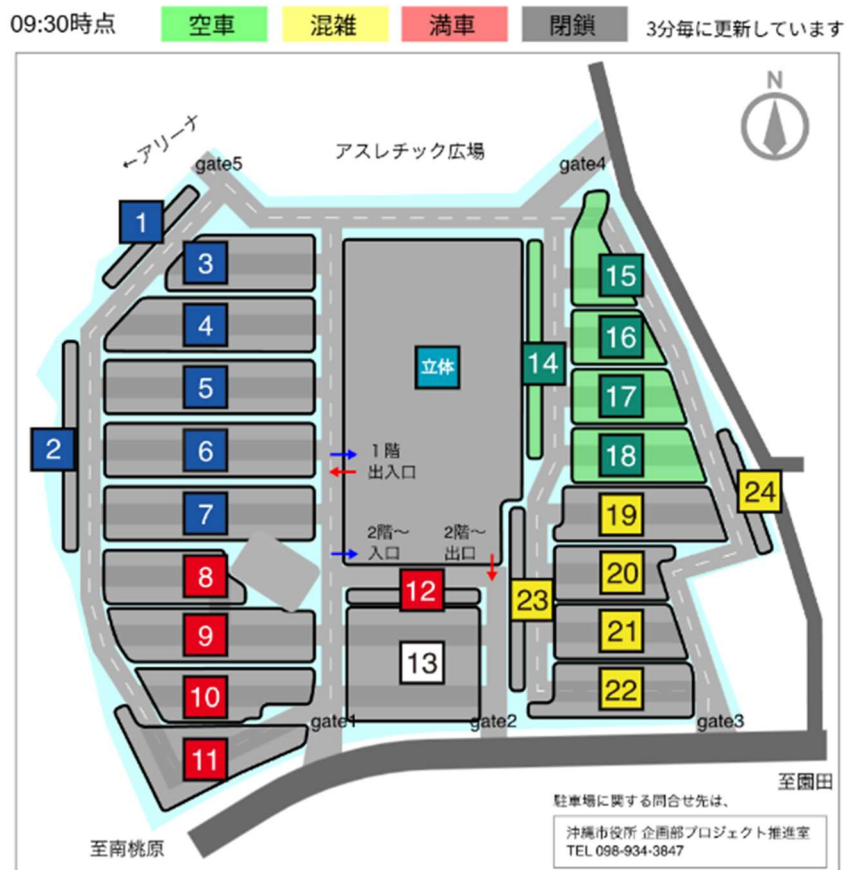 09:30時点
空車
混雑
満車
閉鎖
3分毎に更新しています
N
←アリーナ
アスレチック広場
gate5
gate4
1
3
15
4
立体
14
16
5
17
2
6
1階
出入口
18
24
7
2階〜
入口
2階〜
出口
19
8
12
23
20
9
13
21
10
22
gate1
gate2
gate3
11
至園田
至南桃原
駐車場に関する問合せ先は、
沖縄市役所 企画部プロジェクト推進室
TEL 098-934-3847